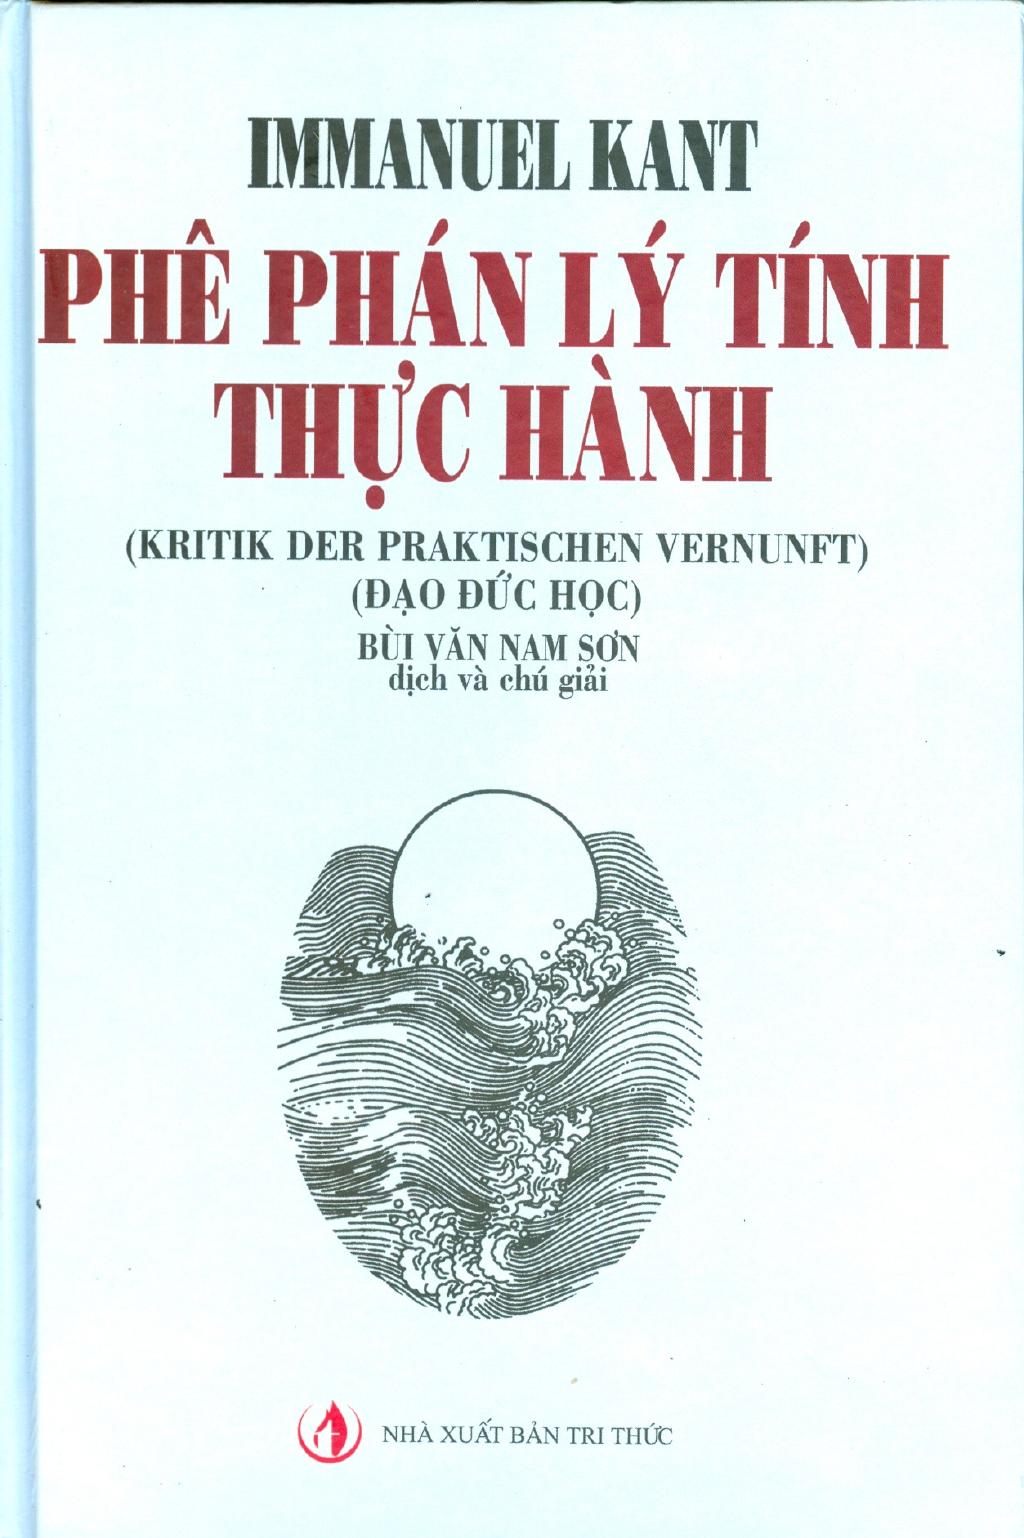 IMMANUEL KANT
PHÊ PHÁN LÝ TÍNH
THỰC HÀNH
(KRITIK DER PRAKTISCHEN VERNUNFT)
(ĐẠO ĐỨC HỌC)
BÙI VĂN NAM SƠN
dịch và chú giải
NHÀ XUẤT BẢN TRI THỨC